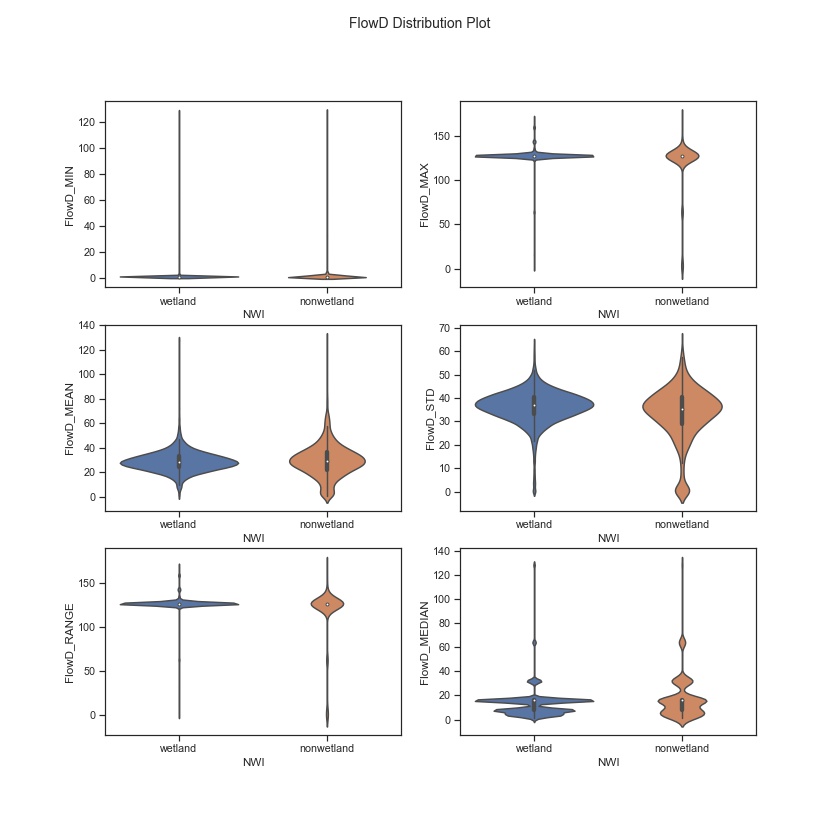 FlowD Distribution Plot
120
100
80
60
40
20
0
FlowD_MIN
wetland nonwetland
NWI
150
100
50
0
FlowD_MAX
wetland nonwetland
NWI
140
120
100
80
60
40
20
0
FlowD_MEAN
wetland nonwetland
NWI
70
60
50
40
30
20
10
0
FlowD_STD
wetland nonwetland
NWI
150
100
50
0
FlowD_RANGE
wetland nonwetland
NWI
140
120
100
80
60
40
20
0
FlowD_MEDIAN
wetland nonwetland
NWI